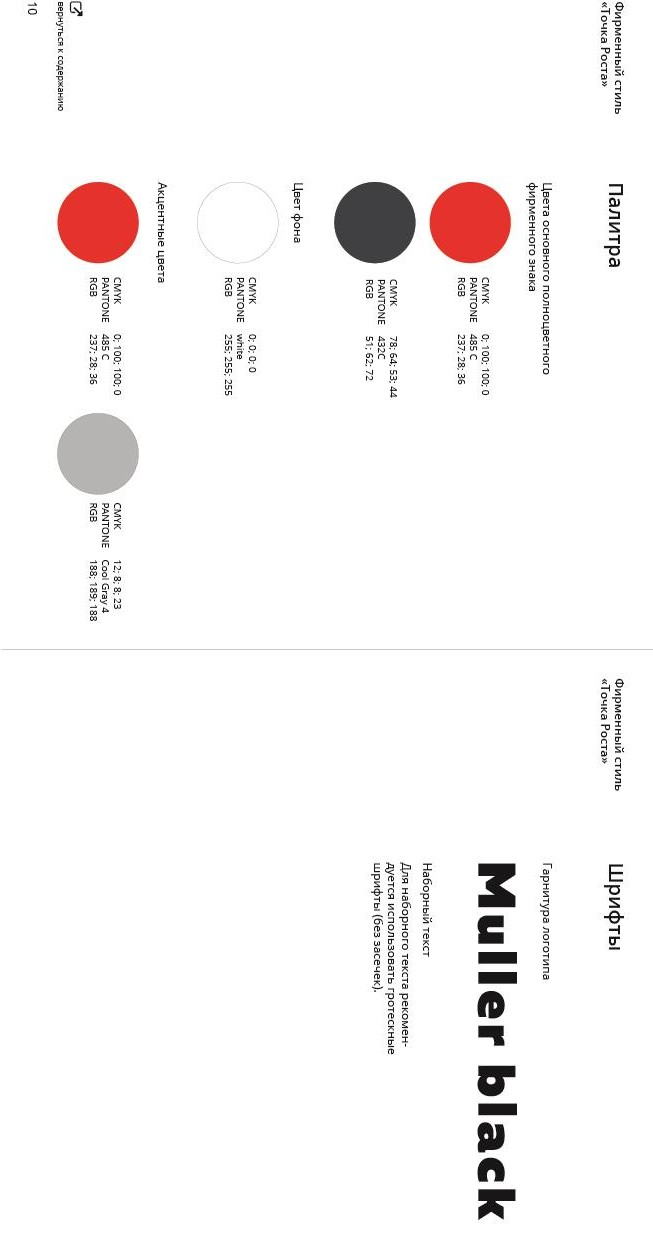 Фирменный стиль
«Точка Роста»
Палитра
Цвета основного полноцветного
фирменного знака
CMYK 0; 100; 100; 0
PANTONE 485 C
RGB 237; 28; 36
CMYK 78; 64; 53; 44
PANTONE 432C
RGB 51; 62; 72
Цвет фона
CMYK 0; 0; 0; 0
PANTONE white
RGB 255; 255; 255
Акцентные цвета
CMYK 0; 100; 100; 0
PANTONE 485 C
RGB 237; 28; 36
CMYK 12; 8; 8; 23
PANTONE Cool Gray 4
RGB 188; 189; 188
вернуться к содержанию
10
Фирменный стиль
«Точка Роста»
Шрифты
Гарнитура логотипа
Muller black
Наборный текст
Для наборного текста рекомен-
дуется использовать гротескные
шрифты (без засечек).